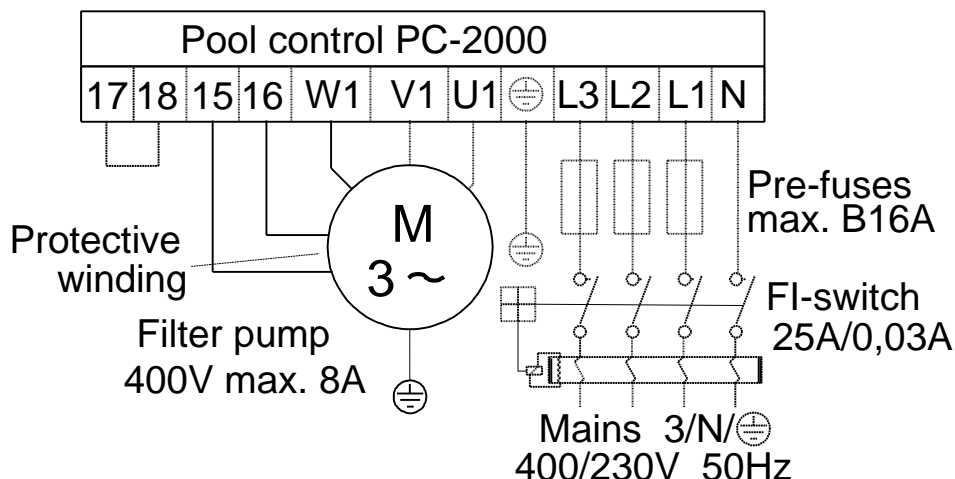 Pool control PC-2000
17 18 15 16 W1 V1 U1 L3 L2 L1 N
Pre-fuses
max. B16A
Protective
winding
M
3 ~
FI-switch
25A/0,03A
Filter pump
400V max. 8A
Mains 3/N/⏚
400/230V 50Hz